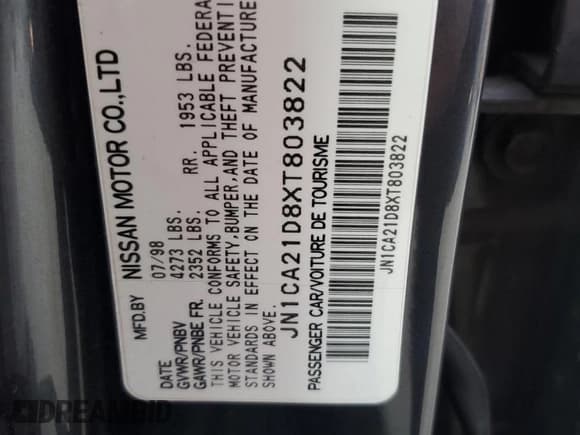 MFD.BY NISSAN MOTOR CO.,LTD
DATE 07/98
GVWR/PNBV 4273 LBS.
GAWR/PNBE FR. 2352 LBS. RR. 1953 LBS.
THIS VEHICLE CONFORMS TO ALL APPLICABLE FEDERA
MOTOR VEHICLE SAFETY,BUMPER,AND THEFT PREVENTI
STANDARDS IN EFFECT ON THE DATE OF MANUFACTURE
SHOWN ABOVE.
JN1CA21D8XT803822
PASSENGER CAR/VOITURE DE TOURISME
JN1CA21D8XT803822
DREAMBID